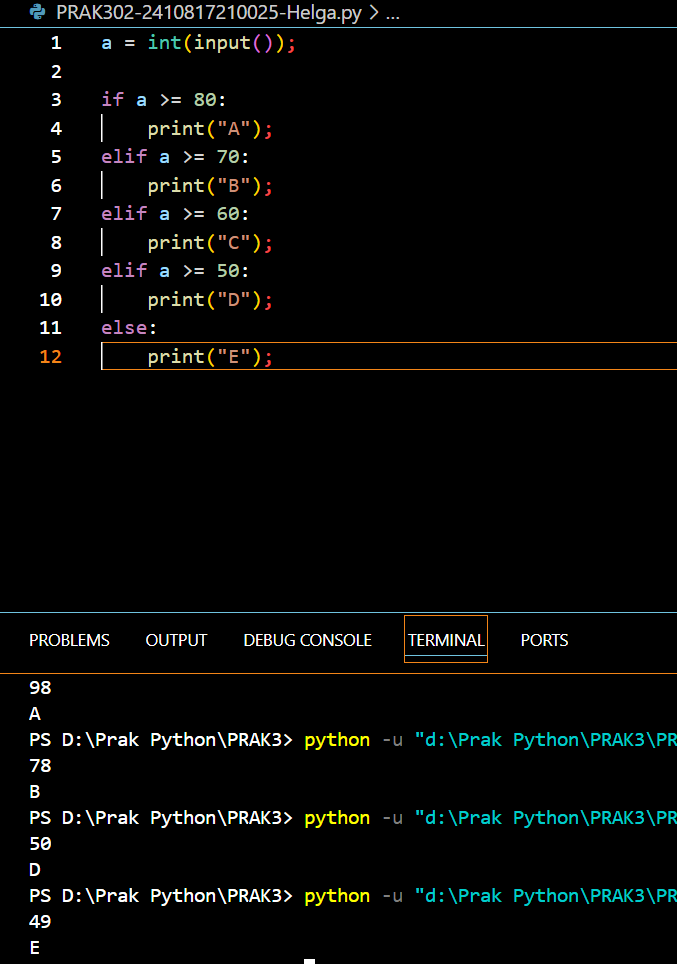 PRAK302-2410817210025-Helga.py > ...
1 a = int(input());
2
3 if a >= 80:
4     print("A");
5 elif a >= 70:
6     print("B");
7 elif a >= 60:
8     print("C");
9 elif a >= 50:
10     print("D");
11 else:
12     print("E");
PROBLEMS OUTPUT DEBUG CONSOLE TERMINAL PORTS
98
A
PS D:\Prak Python\PRAK3> python -u "d:\Prak Python\PRAK3\PR
78
B
PS D:\Prak Python\PRAK3> python -u "d:\Prak Python\PRAK3\PR
50
D
PS D:\Prak Python\PRAK3> python -u "d:\Prak Python\PRAK3\PR
49
E